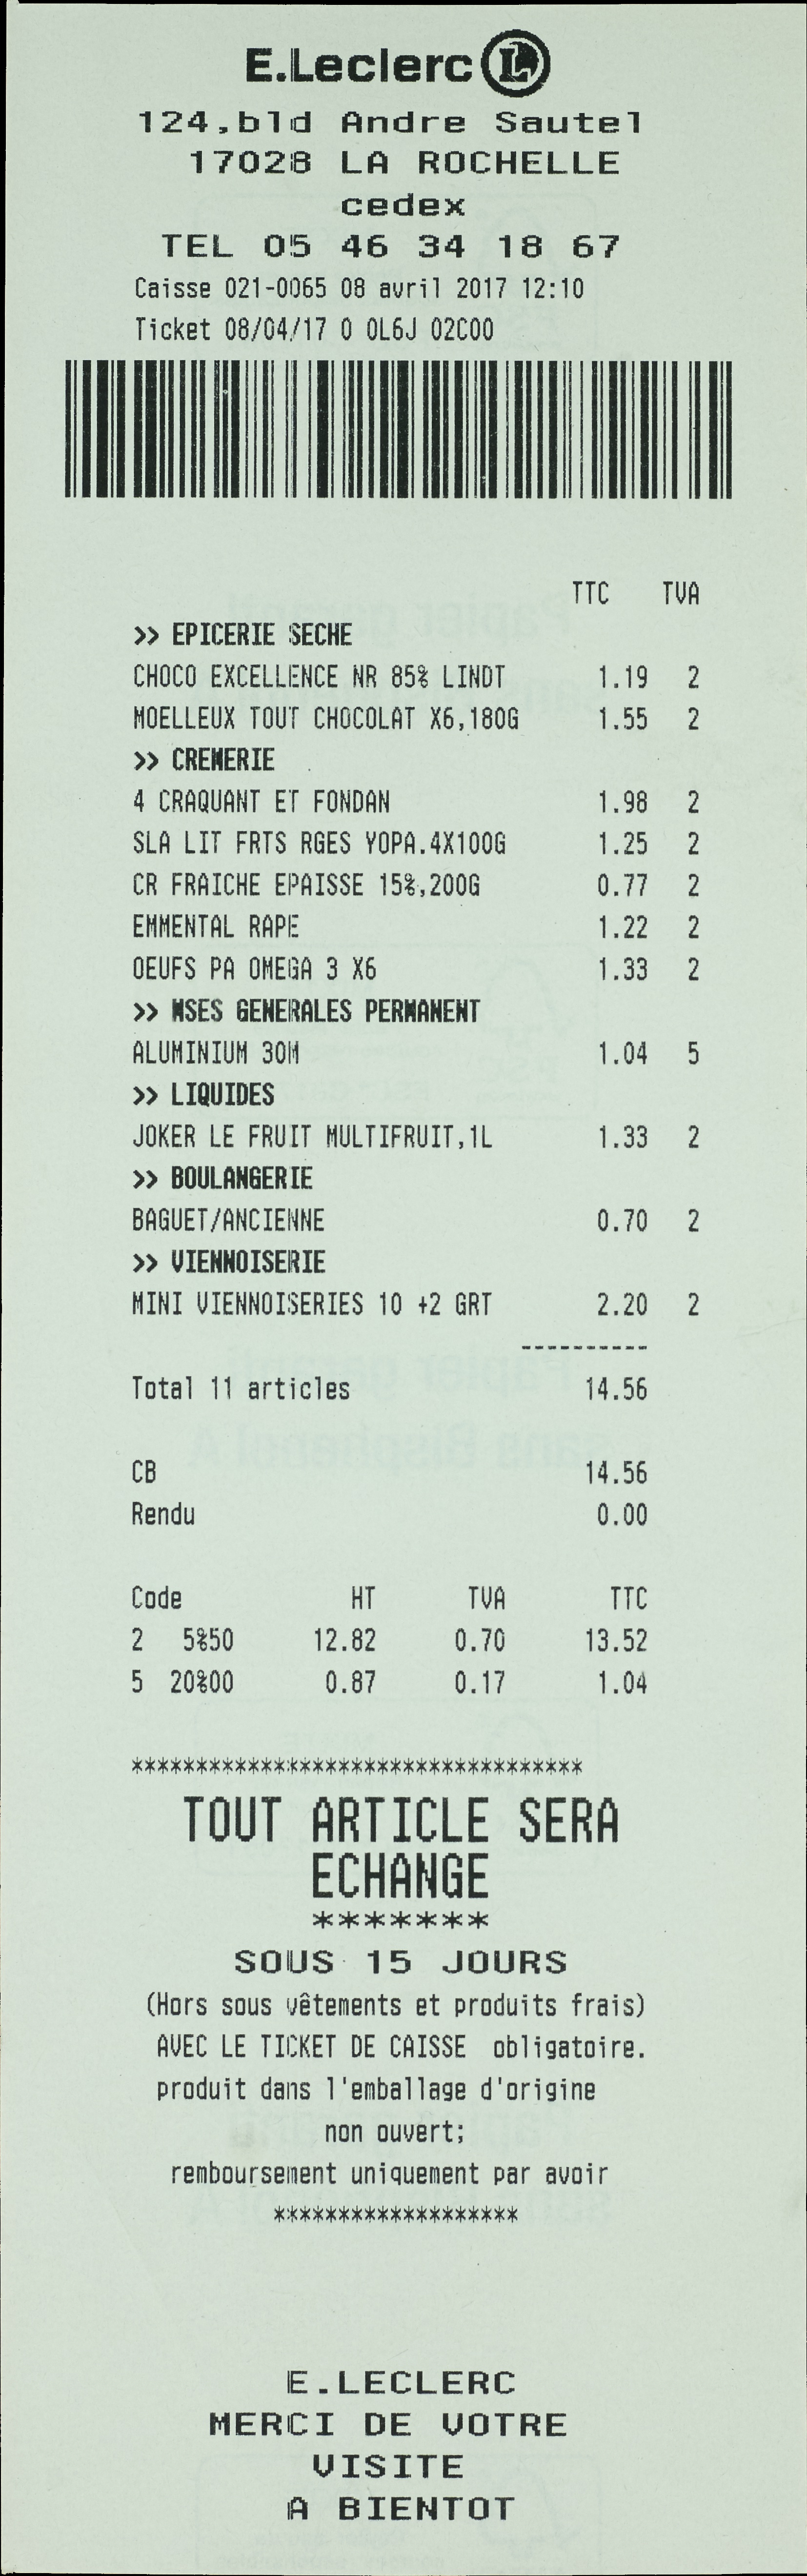 E.Leclerc L
124,bld Andre Sautel
17028 LA ROCHELLE
cedex
TEL 05 46 34 18 67
Caisse 021-0065 08 avril 2017 12:10
Ticket 08/04/17 0 0L6J 02C00
TTC TVA
>> EPICERIE SECHE
CHOCO EXCELLENCE NR 85% LINDT 1.19 2
MOELLEUX TOUT CHOCOLAT X6,180G 1.55 2
>> CREMERIE
4 CRAQUANT ET FONDAN 1.98 2
SLA LIT FRTS RGES YOPA.4X100G 1.25 2
CR FRAICHE EPAISSE 15%,200G 0.77 2
EMMENTAL RAPE 1.22 2
OEUFS PA OMEGA 3 X6 1.33 2
>> MSES GENERALES PERMANENT
ALUMINIUM 30M 1.04 5
>> LIQUIDES
JOKER LE FRUIT MULTIFRUIT,1L 1.33 2
>> BOULANGERIE
BAGUET/ANCIENNE 0.70 2
>> VIENNOISERIE
MINI VIENNOISERIES 10 +2 GRT 2.20 2
----------
Total 11 articles 14.56
CB 14.56
Rendu 0.00
Code HT TVA TTC
2 5%50 12.82 0.70 13.52
5 20%00 0.87 0.17 1.04
***********************************
TOUT ARTICLE SERA
ECHANGE
*******
SOUS 15 JOURS
(Hors sous vêtements et produits frais)
AVEC LE TICKET DE CAISSE obligatoire.
produit dans l'emballage d'origine
non ouvert;
remboursement uniquement par avoir
*******************
E.LECLERC
MERCI DE VOTRE
VISITE
A BIENTOT